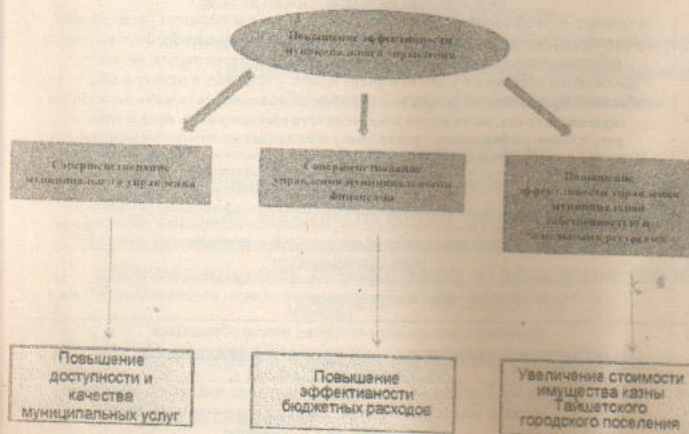 Повышение эффективности
муниципального управления
Совершенствование
муниципального управления
Совершенствование
управления муниципальными
финансами
Повышение
эффективности управления
муниципальной
собственностью и
земельными ресурсами
Повышение
доступности и
качества
муниципальных услуг
Повышение
эффективности
бюджетных расходов
Увеличение стоимости
имущества казны
Тайшетского
городского поселения